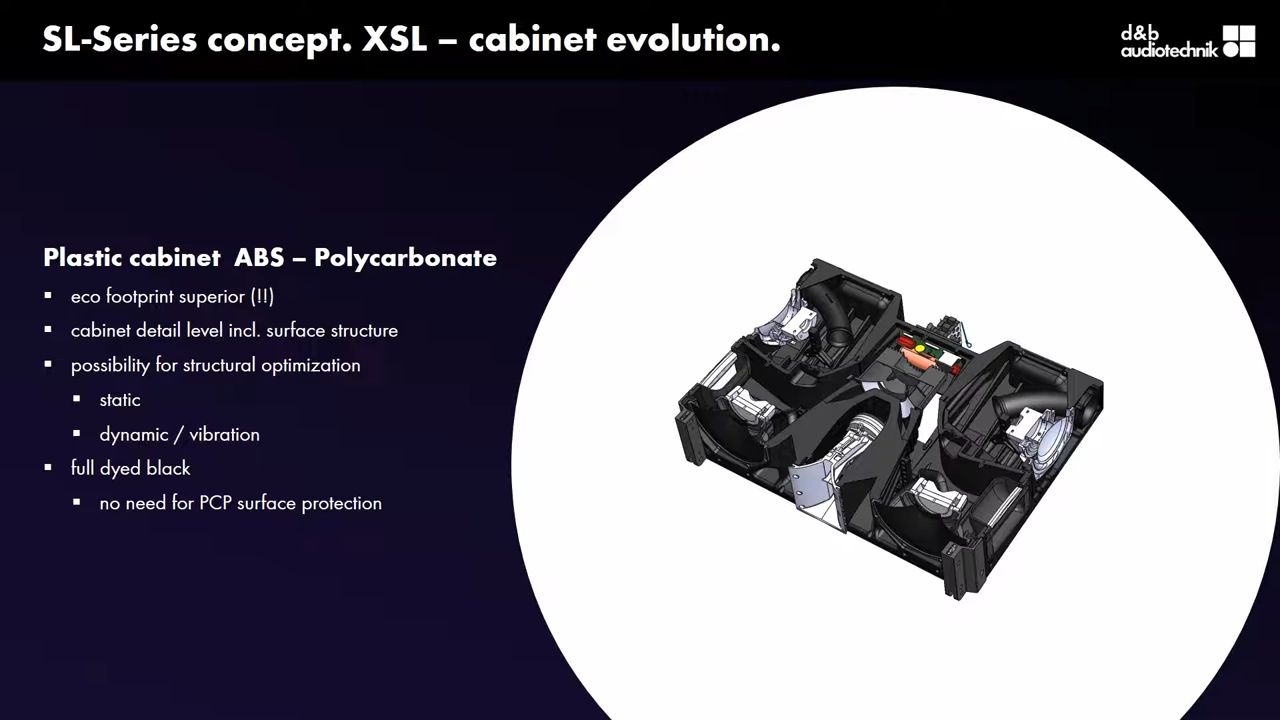 SL-Series concept. XSL – cabinet evolution.
d&b
audiotechnik
Plastic cabinet ABS – Polycarbonate
▪ eco footprint superior (!!)
▪ cabinet detail level incl. surface structure
▪ possibility for structural optimization
▪ static
▪ dynamic / vibration
▪ full dyed black
▪ no need for PCP surface protection